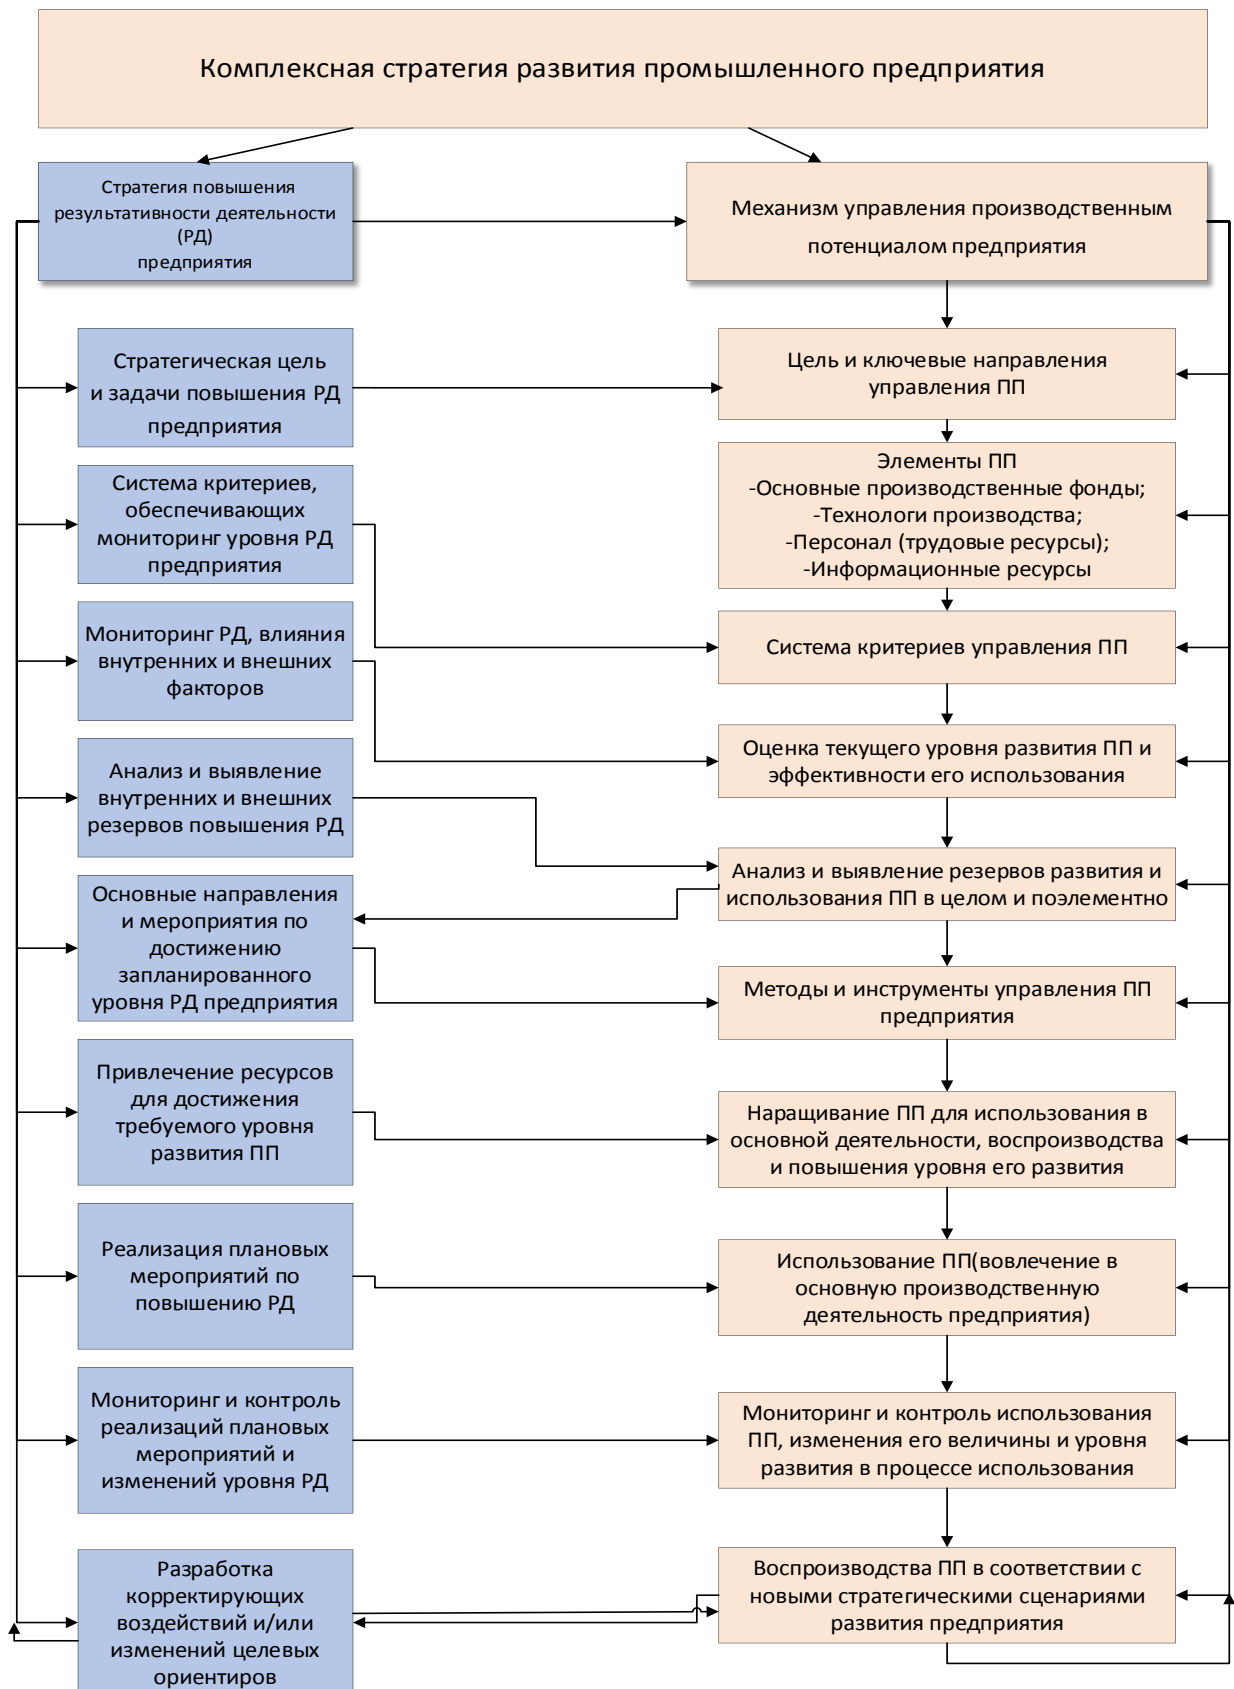 Комплексная стратегия развития промышленного предприятия
Стратегия повышения
результативности деятельности
(РД)
предприятия
Механизм управления производственным
потенциалом предприятия
Стратегическая цель
и задачи повышения РД
предприятия
Цель и ключевые направления
управления ПП
Система критериев,
обеспечивающих
мониторинг уровня РД
предприятия
Элементы ПП
-Основные производственные фонды;
-Технологи производства;
-Персонал (трудовые ресурсы);
-Информационные ресурсы
Мониторинг РД, влияния
внутренних и внешних
факторов
Система критериев управления ПП
Анализ и выявление
внутренних и внешних
резервов повышения РД
Оценка текущего уровня развития ПП и
эффективности его использования
Основные направления
и мероприятия по
достижению
запланированного
уровня РД предприятия
Анализ и выявление резервов развития и
использования ПП в целом и поэлементно
Методы и инструменты управления ПП
предприятия
Привлечение ресурсов
для достижения
требуемого уровня
развития ПП
Наращивание ПП для использования в
основной деятельности, воспроизводства
и повышения уровня его развития
Реализация плановых
мероприятий по
повышению РД
Использование ПП(вовлечение в
основную производственную
деятельность предприятия)
Мониторинг и контроль
реализаций плановых
мероприятий и
изменений уровня РД
Мониторинг и контроль использования
ПП, изменения его величины и уровня
развития в процессе использования
Разработка
корректирующих
воздействий и/или
изменений целевых
ориентиров
Воспроизводства ПП в соответствии с
новыми стратегическими сценариями
развития предприятия